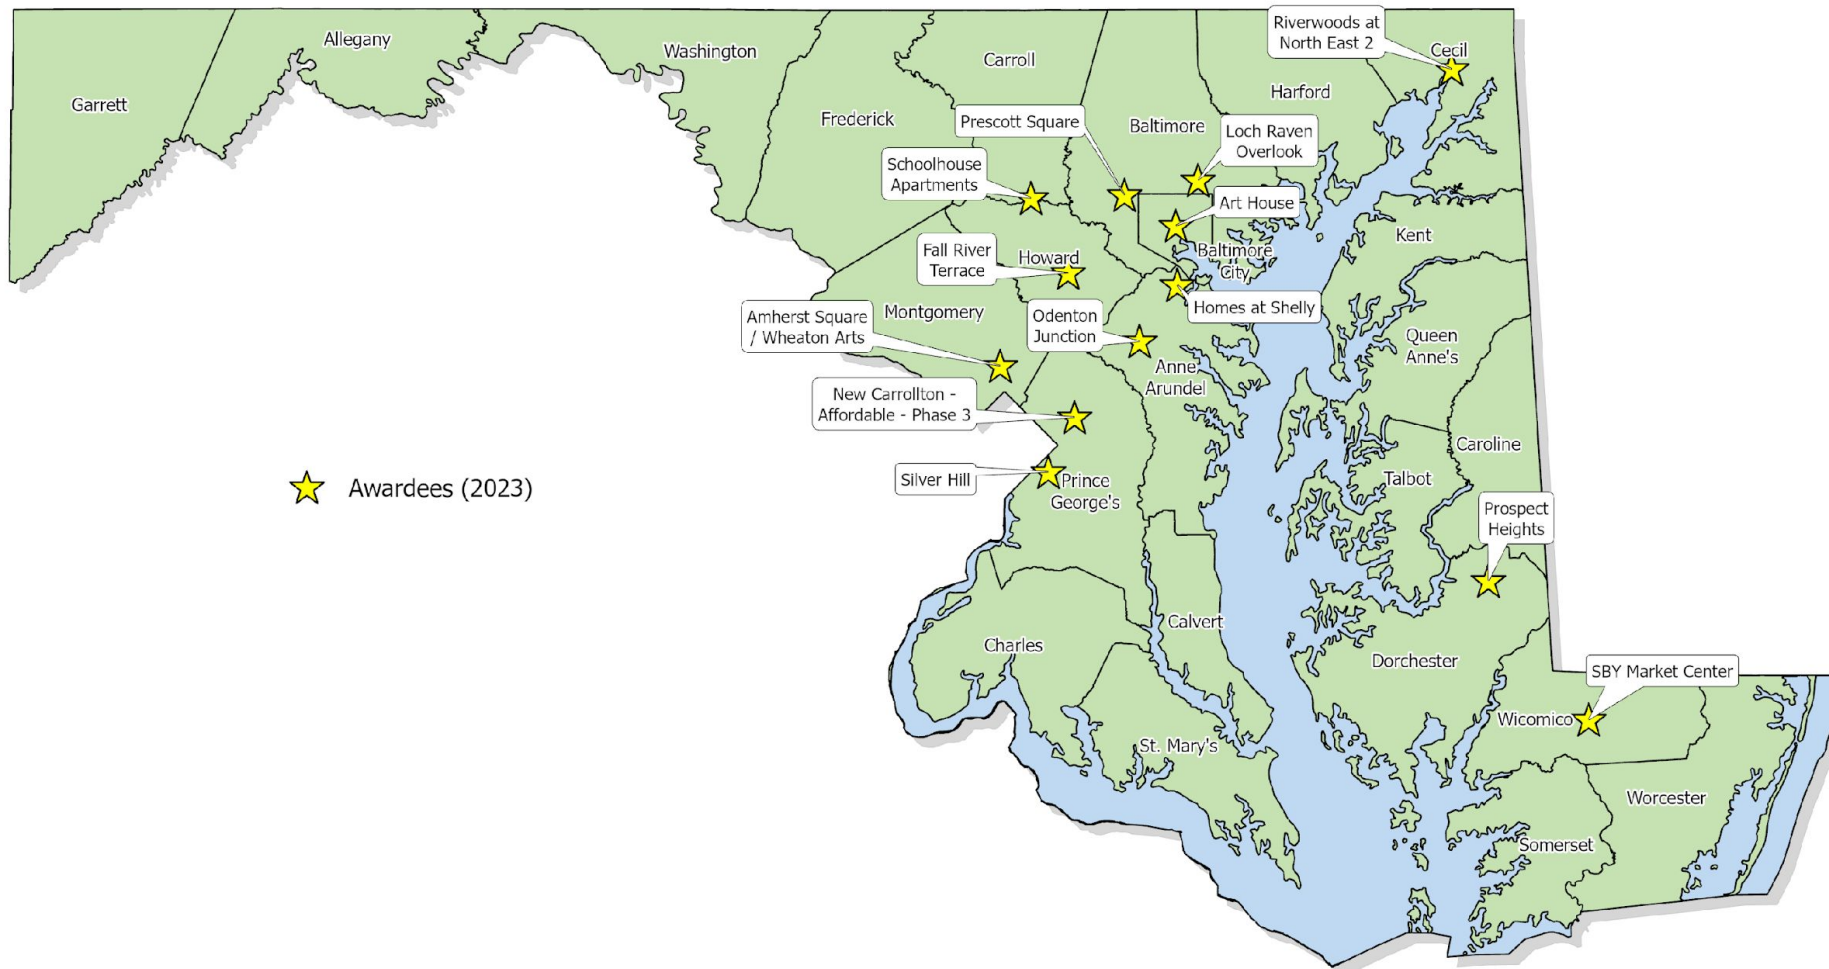 Riverwoods at
North East 2
Allegany
Washington
Carroll
Cecil
Garrett
Harford
Frederick
Prescott Square
Baltimore
Loch Raven
Overlook
Schoolhouse
Apartments
Art House
Kent
Fall River
Terrace
Howard
Baltimore
City
Homes at Shelly
Amherst Square
/ Wheaton Arts
Montgomery
Odenton
Junction
Queen
Anne's
Anne
Arundel
New Carrollton -
Affordable - Phase 3
Caroline
Silver Hill
Prince
George's
Talbot
Awardees (2023)
Prospect
Heights
Calvert
Charles
Dorchester
SBY Market Center
Wicomico
St. Mary's
Worcester
Somerset